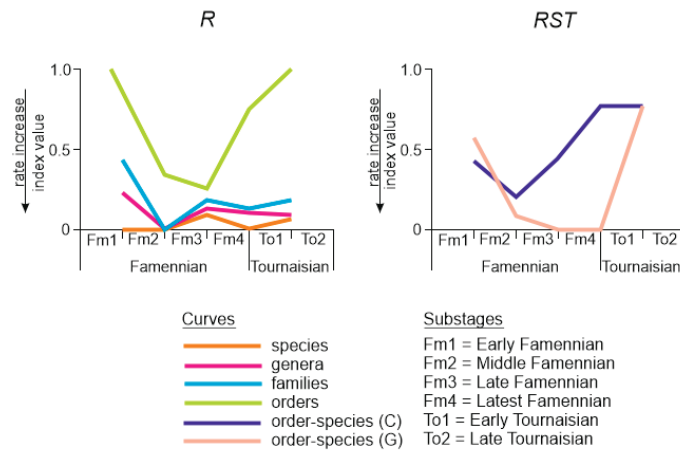 R
RST
rate increase
index value
1.0
0.5
0
Fm1 Fm2 Fm3 Fm4 To1 To2
Famennian Tournaisian
rate increase
index value
1.0
0.5
0
Fm1 Fm2 Fm3 Fm4 To1 To2
Famennian Tournaisian
Curves
species
genera
families
orders
order-species (C)
order-species (G)
Substages
Fm1 = Early Famennian
Fm2 = Middle Famennian
Fm3 = Late Famennian
Fm4 = Latest Famennian
To1 = Early Tournaisian
To2 = Late Tournaisian